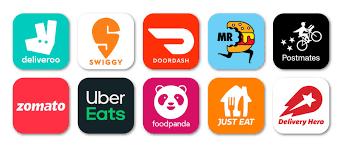 deliveroo
SWIGGY
DOORDASH
MR D
Postmates
zomato
Uber
Eats
foodpanda
JUST EAT
Delivery Hero